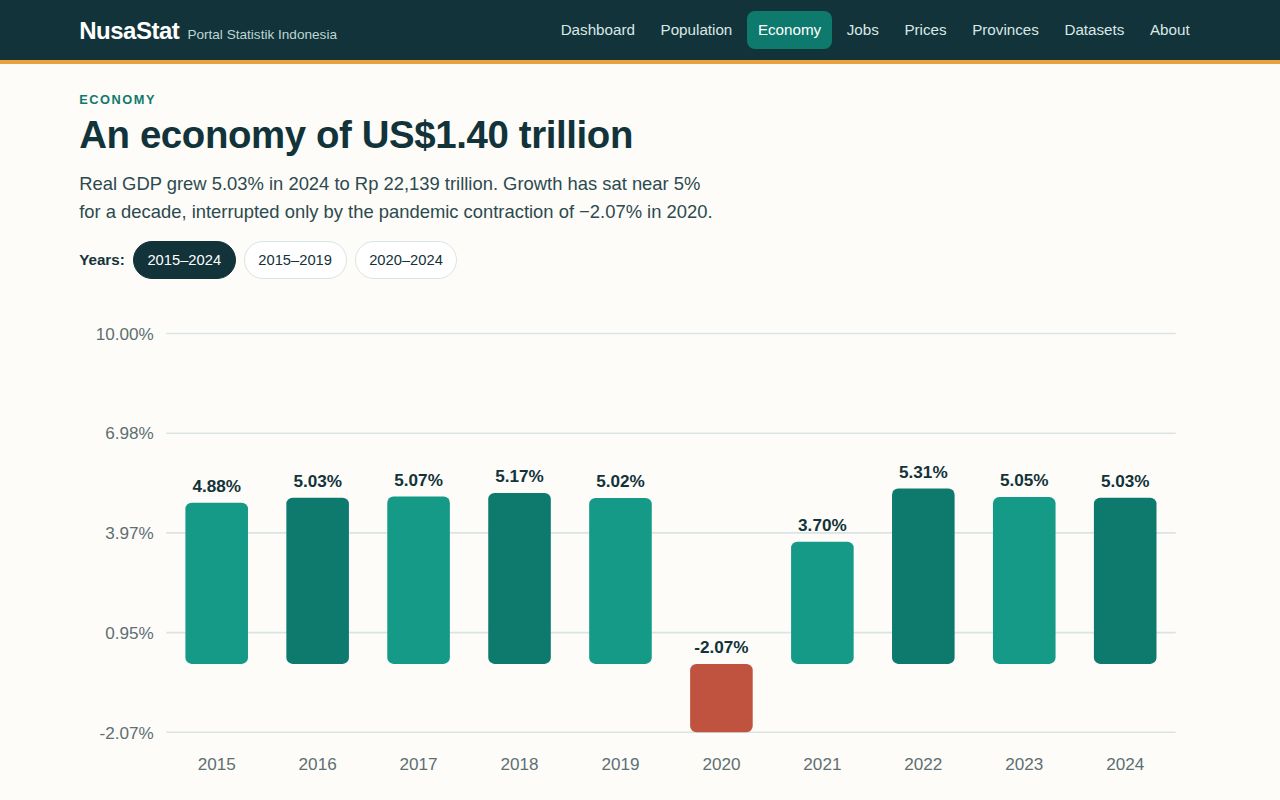 NusaStat Portal Statistik Indonesia
Dashboard Population Economy Jobs Prices Provinces Datasets About
ECONOMY
An economy of US$1.40 trillion
Real GDP grew 5.03% in 2024 to Rp 22,139 trillion. Growth has sat near 5%
for a decade, interrupted only by the pandemic contraction of −2.07% in 2020.
Years: 2015–2024 2015–2019 2020–2024
10.00%
6.98%
3.97%
0.95%
-2.07%
4.88% 5.03% 5.07% 5.17% 5.02% -2.07% 3.70% 5.31% 5.05% 5.03%
2015 2016 2017 2018 2019 2020 2021 2022 2023 2024